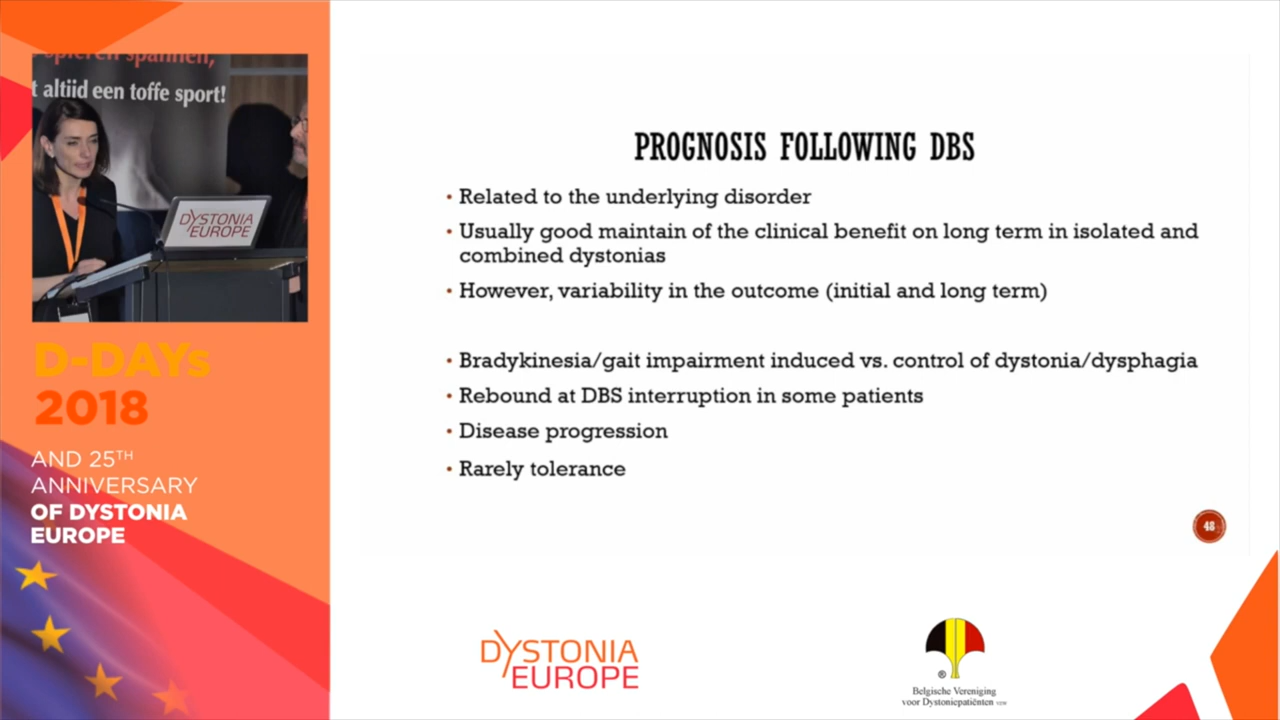 spieren spannen,
t altijd een toffe sport!
DYSTONIA
EUROPE
D-DAYs
2018
AND 25TH
ANNIVERSARY
OF DYSTONIA
EUROPE
PROGNOSIS FOLLOWING DBS
• Related to the underlying disorder
• Usually good maintain of the clinical benefit on long term in isolated and
combined dystonias
• However, variability in the outcome (initial and long term)
• Bradykinesia/gait impairment induced vs. control of dystonia/dysphagia
• Rebound at DBS interruption in some patients
• Disease progression
• Rarely tolerance
48
DYSTONIA
EUROPE
®
Belgische Vereniging
voor Dystoniepatiënten vzw